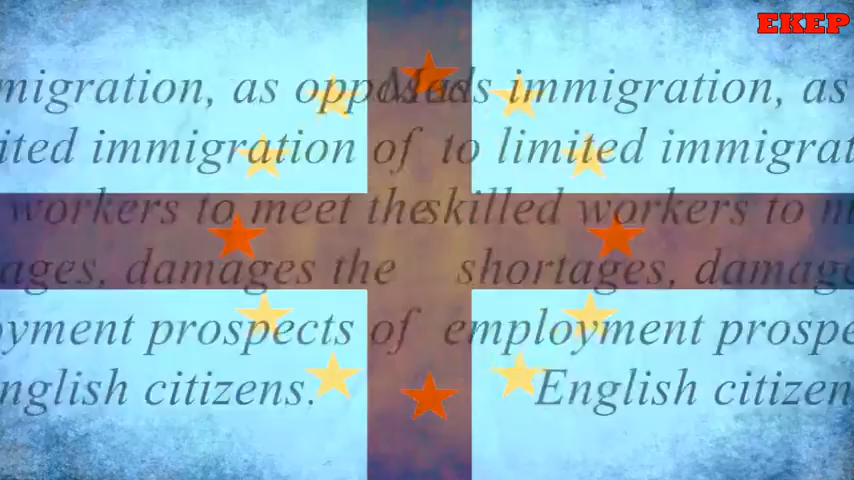 EKEP
migration, as opposed Mass immigration, as
ited immigration of to limited immigrat
workers to meet the skilled workers to m
ages, damages the shortages, damage
oyment prospects of employment prospe
nglish citizens. English citizen